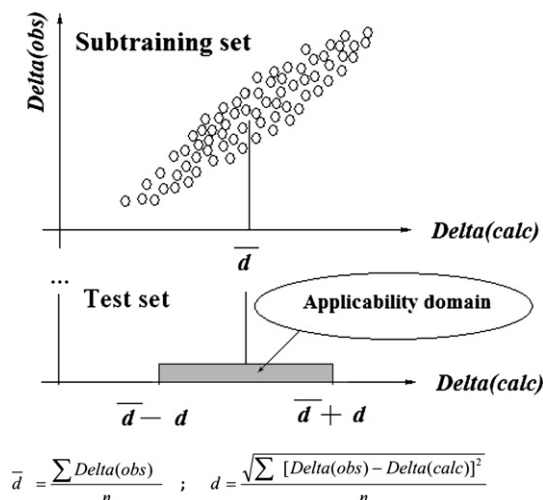 Subtraining set
Delta(obs)
Delta(calc)
d̅
...
Test set
Applicability domain
Delta(calc)
d̅ − d
d̅ + d
d̅ = ∑ Delta(obs) / n ; d = √∑ [Delta(obs) − Delta(calc)]² / n